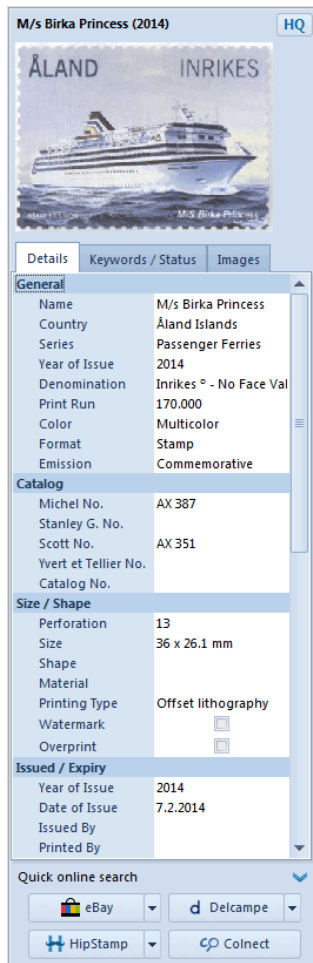 M/s Birka Princess (2014)
HQ
ÅLAND INRIKES
M/S Birka Princess
Details Keywords / Status Images
General
Name M/s Birka Princess
Country Åland Islands
Series Passenger Ferries
Year of Issue 2014
Denomination Inrikes ° - No Face Val
Print Run 170.000
Color Multicolor
Format Stamp
Emission Commemorative
Catalog
Michel No. AX 387
Stanley G. No.
Scott No. AX 351
Yvert et Tellier No.
Catalog No.
Size / Shape
Perforation 13
Size 36 x 26.1 mm
Shape
Material
Printing Type Offset lithography
Watermark
Overprint
Issued / Expiry
Year of Issue 2014
Date of Issue 7.2.2014
Issued By
Printed By
Quick online search
eBay d Delcampe
HipStamp Colnect